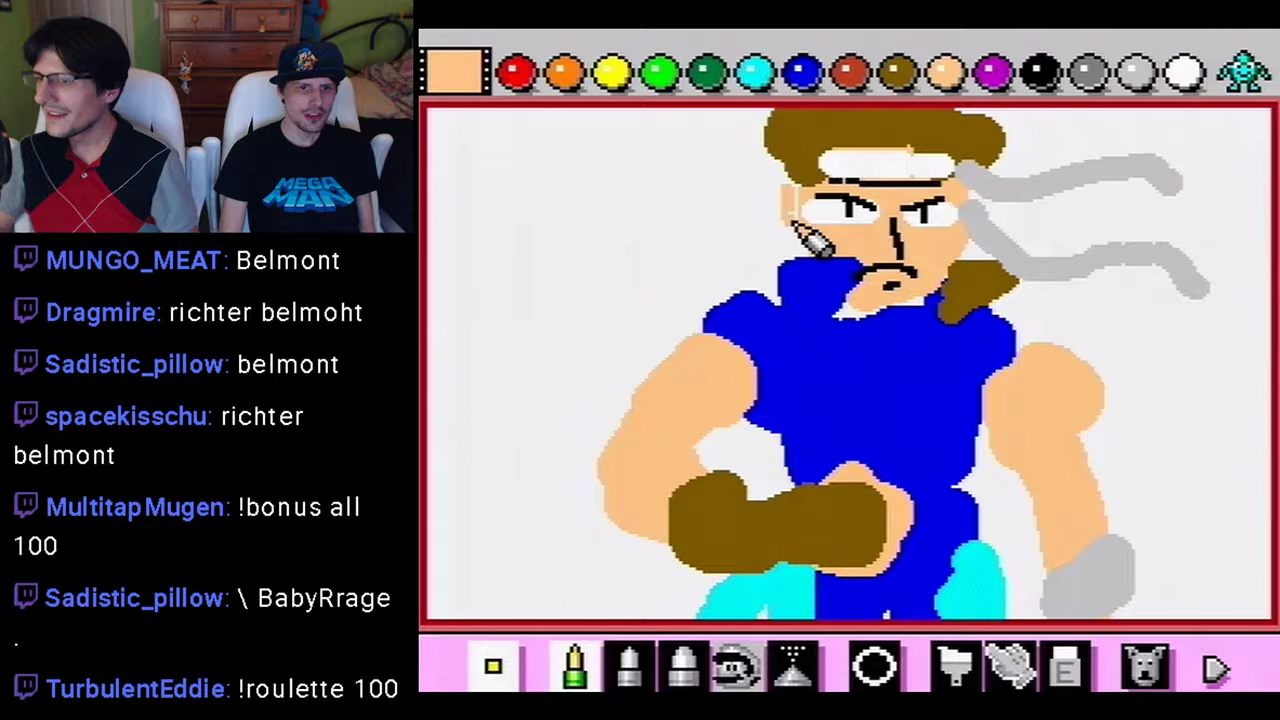 MEGA
MAN
MUNGO_MEAT: Belmont
Dragmire: richter belmoht
Sadistic_pillow: belmont
spacekisschu: richter
belmont
MultitapMugen: !bonus all
100
Sadistic_pillow: \ BabyRrage
.
TurbulentEddie: !roulette 100
E